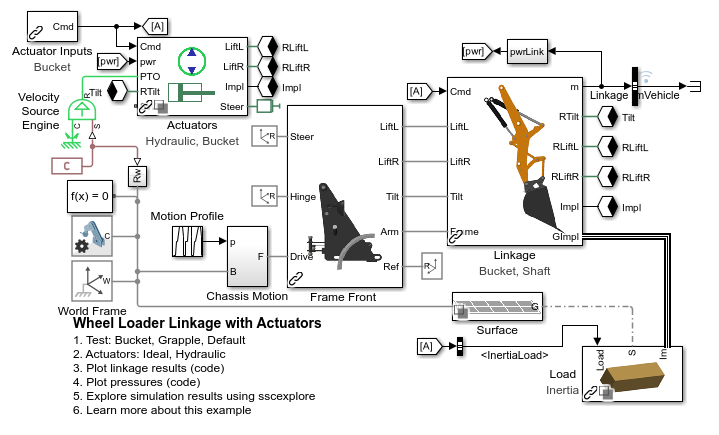 Cmd
[A]
Actuator Inputs
Bucket
[pwr]
Cmd
pwr
PTO
RTilt
LiftL
LiftR
Impl
Steer
RLiftL
RLiftR
Impl
Actuators
Hydraulic, Bucket
Tilt
Velocity
Source
Engine
R
C
S
C
Rw
f(x) = 0
C
W
World Frame
Motion Profile
p
B
F
Chassis Motion
R
R
Steer
Hinge
Drive
LiftL
LiftR
Tilt
Arm
Ref
R
Frame Front
[pwr]
pwrLink
[A]
Cmd
LiftL
LiftR
Tilt
m
RTilt
RLiftL
RLiftR
Impl
GImpl
Linkage
Bucket, Shaft
Linkage
Tilt
RLiftL
RLiftR
Impl
G
Surface
[A]
<InertiaLoad>
Load
S
Im
Load
Inertia
Wheel Loader Linkage with Actuators
1. Test: Bucket, Grapple, Default
2. Actuators: Ideal, Hydraulic
3. Plot linkage results (code)
4. Plot pressures (code)
5. Explore simulation results using sscexplore
6. Learn more about this example